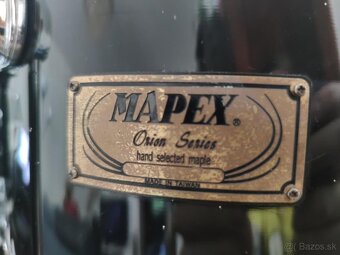 MAPEX®
Orion Series
hand selected maple
MADE IN TAIWAN
Bazos.sk